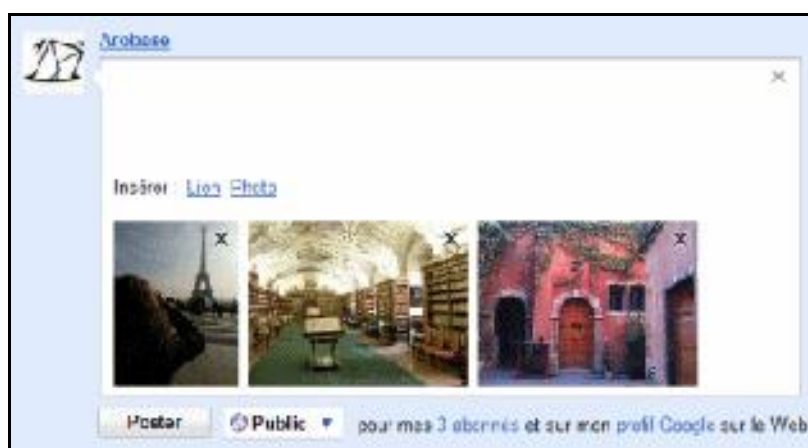 Arobase
Insérer : Lien Photo
Poster Public pour mes 3 abonnés et sur mon profil Google sur le Web